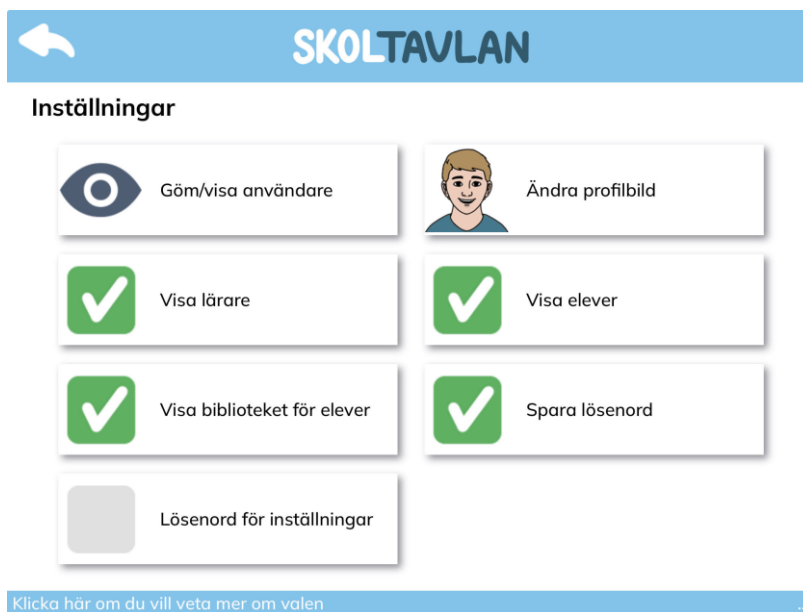 SKOLTAVLAN
Inställningar
Göm/visa användare
Ändra profilbild
Visa lärare
Visa elever
Visa biblioteket för elever
Spara lösenord
Lösenord för inställningar
Klicka här om du vill veta mer om valen